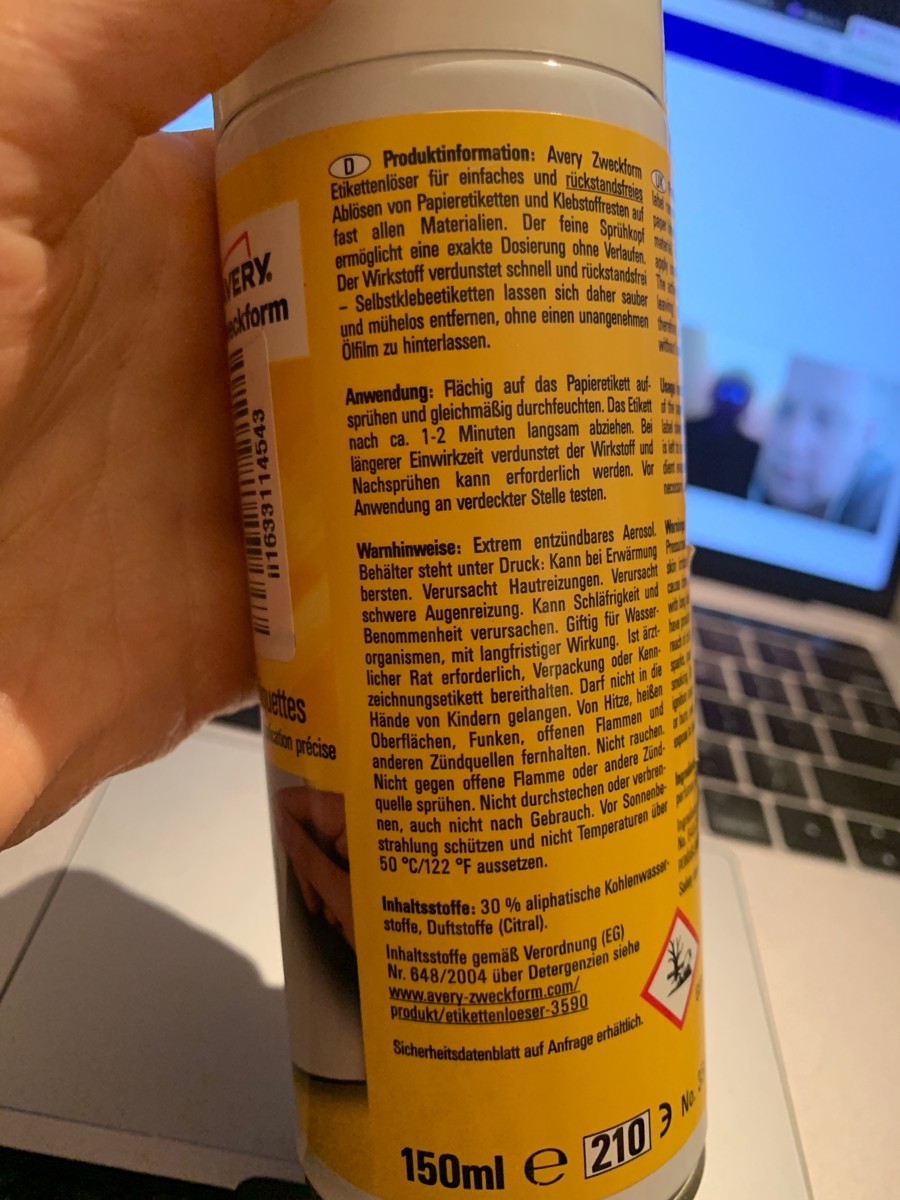 D Produktinformation: Avery Zweckform
Etikettenlöser für einfaches und rückstandsfreies
Ablösen von Papieretiketten und Klebstoffresten auf
fast allen Materialien. Der feine Sprühkopf
ermöglicht eine exakte Dosierung ohne Verlaufen.
Der Wirkstoff verdunstet schnell und rückstandsfrei
– Selbstklebeetiketten lassen sich daher sauber
und mühelos entfernen, ohne einen unangenehmen
Ölfilm zu hinterlassen.
Anwendung: Flächig auf das Papieretikett auf-
sprühen und gleichmäßig durchfeuchten. Das Etikett
nach ca. 1-2 Minuten langsam abziehen. Bei
längerer Einwirkzeit verdunstet der Wirkstoff und
Nachsprühen kann erforderlich werden. Vor
Anwendung an verdeckter Stelle testen.
Warnhinweise: Extrem entzündbares Aerosol.
Behälter steht unter Druck: Kann bei Erwärmung
bersten. Verursacht Hautreizungen. Verursacht
schwere Augenreizung. Kann Schläfrigkeit und
Benommenheit verursachen. Giftig für Wasser-
organismen, mit langfristiger Wirkung. Ist ärzt-
licher Rat erforderlich, Verpackung oder Kenn-
zeichnungsetikett bereithalten. Darf nicht in die
Hände von Kindern gelangen. Von Hitze, heißen
Oberflächen, Funken, offenen Flammen und
anderen Zündquellen fernhalten. Nicht rauchen.
Nicht gegen offene Flamme oder andere Zünd-
quelle sprühen. Nicht durchstechen oder verbren-
nen, auch nicht nach Gebrauch. Vor Sonnenbe-
strahlung schützen und nicht Temperaturen über
50 °C/122 °F aussetzen.
Inhaltsstoffe: 30 % aliphatische Kohlenwasser-
stoffe, Duftstoffe (Citral).
Inhaltsstoffe gemäß Verordnung (EG)
Nr. 648/2004 über Detergenzien siehe
www.avery-zweckform.com/
produkt/etikettenloeser-3590
Sicherheitsdatenblatt auf Anfrage erhältlich.
150ml e 210 No.
VERY
eckform
11633114543
uettes
précise
UK